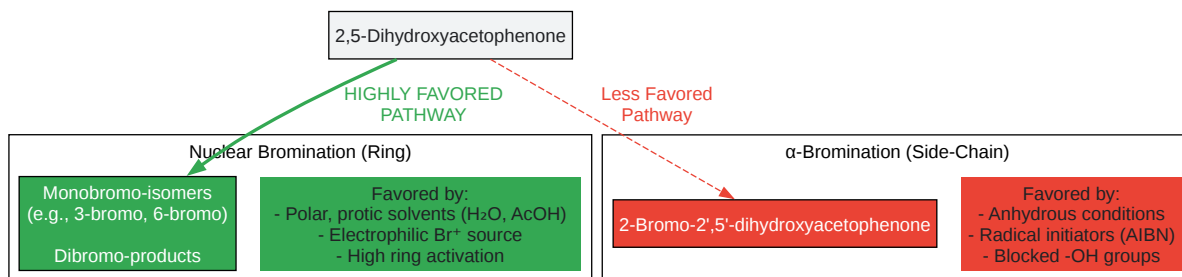 2,5-Dihydroxyacetophenone
HIGHLY FAVORED
PATHWAY
Less Favored
Pathway
Nuclear Bromination (Ring)
Monobromo-isomers
(e.g., 3-bromo, 6-bromo)
Dibromo-products
Favored by:
- Polar, protic solvents (H₂O, AcOH)
- Electrophilic Br⁺ source
- High ring activation
α-Bromination (Side-Chain)
2-Bromo-2',5'-dihydroxyacetophenone
Favored by:
- Anhydrous conditions
- Radical initiators (AIBN)
- Blocked -OH groups